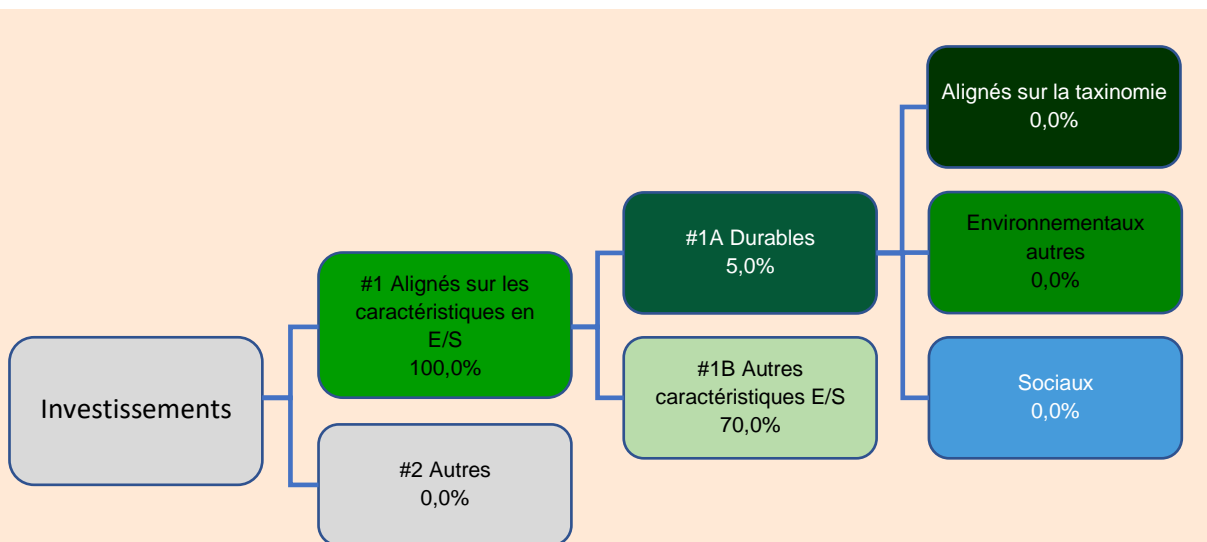 Investissements
#1 Alignés sur les
caractéristiques en
E/S
100,0%
#2 Autres
0,0%
#1A Durables
5,0%
#1B Autres
caractéristiques E/S
70,0%
Alignés sur la taxinomie
0,0%
Environnementaux
autres
0,0%
Sociaux
0,0%